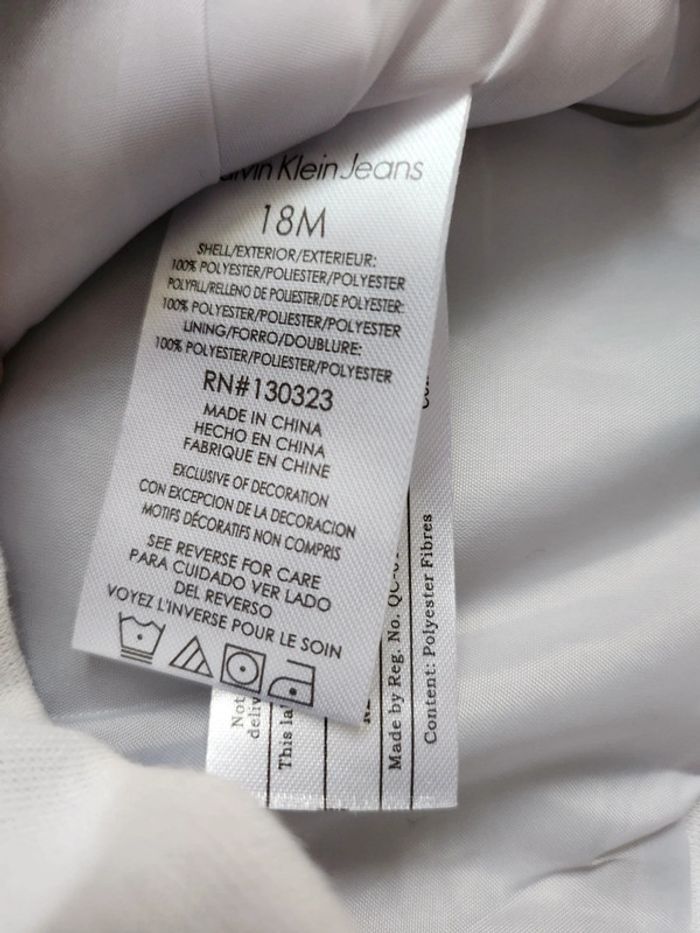 Klein Jeans
18M
SHELL/EXTERIOR/EXTERIEUR:
100% POLYESTER/POLIESTER/POLYESTER
POLYFILL/RELLENO DE POLIESTER/DE POLYESTER:
100% POLYESTER/POLIESTER/POLYESTER
LINING/FORRO/DOUBLURE:
100% POLYESTER/POLIESTER/POLYESTER
RN#130323
MADE IN CHINA
HECHO EN CHINA
FABRIQUE EN CHINE
EXCLUSIVE OF DECORATION
CON EXCEPCION DE LA DECORACION
MOTIFS DÉCORATIFS NON COMPRIS
SEE REVERSE FOR CARE
PARA CUIDADO VER LADO
DEL REVERSO
VOYEZ L'INVERSE POUR LE SOIN
Not
This
Made by Reg. No.
Content: Polyester Fibres